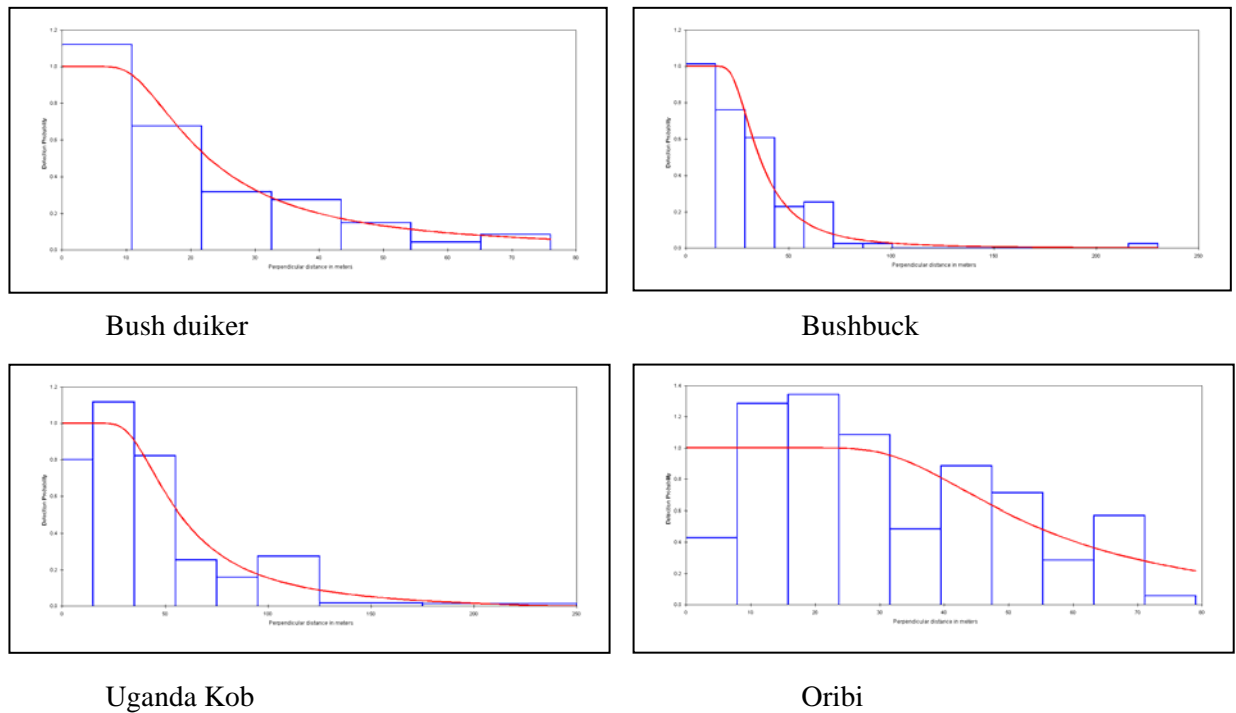 1.2
1.0
0.8
0.6
0.4
0.2
0.0
Detection Probability
0 10 20 30 40 50 60 70 80
Perpendicular distance in meters
Bush duiker
1.2
1.0
0.8
0.6
0.4
0.2
0.0
Detection Probability
0 50 100 150 200 250
Perpendicular distance in meters
Bushbuck
1.2
1.0
0.8
0.6
0.4
0.2
0.0
Detection Probability
0 50 100 150 200 250
Perpendicular distance in meters
Uganda Kob
1.4
1.2
1.0
0.8
0.6
0.4
0.2
0.0
Detection Probability
0 10 20 30 40 50 60 70 80
Perpendicular distance in meters
Oribi